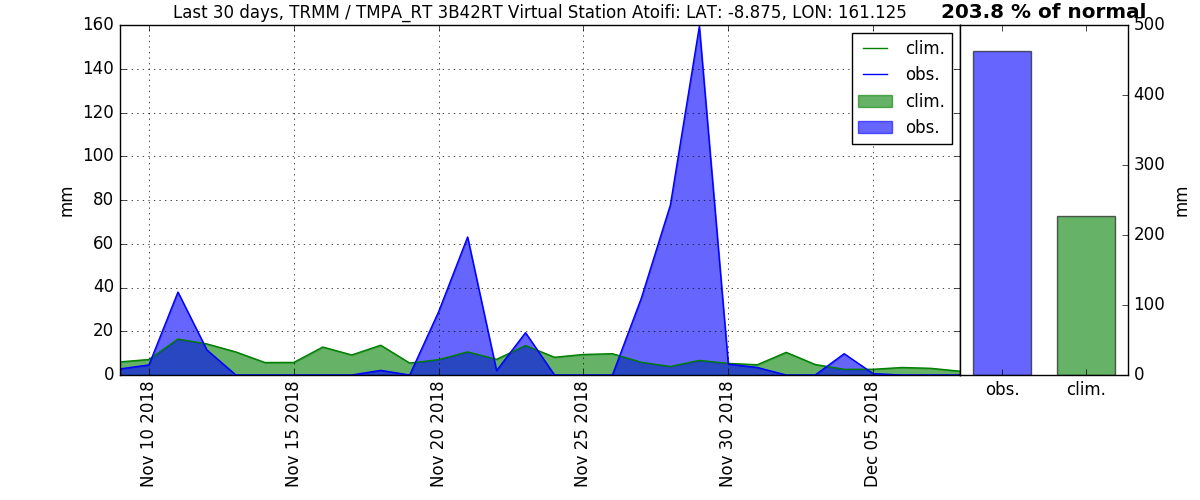 Last 30 days, TRMM / TMPA_RT 3B42RT Virtual Station Atoifi: LAT: -8.875, LON: 161.125
203.8 % of normal
160
140
120
100
80
60
40
20
0
mm
clim.
obs.
clim.
obs.
Nov 10 2018
Nov 15 2018
Nov 20 2018
Nov 25 2018
Nov 30 2018
Dec 05 2018
500
400
300
200
100
0
mm
obs.
clim.